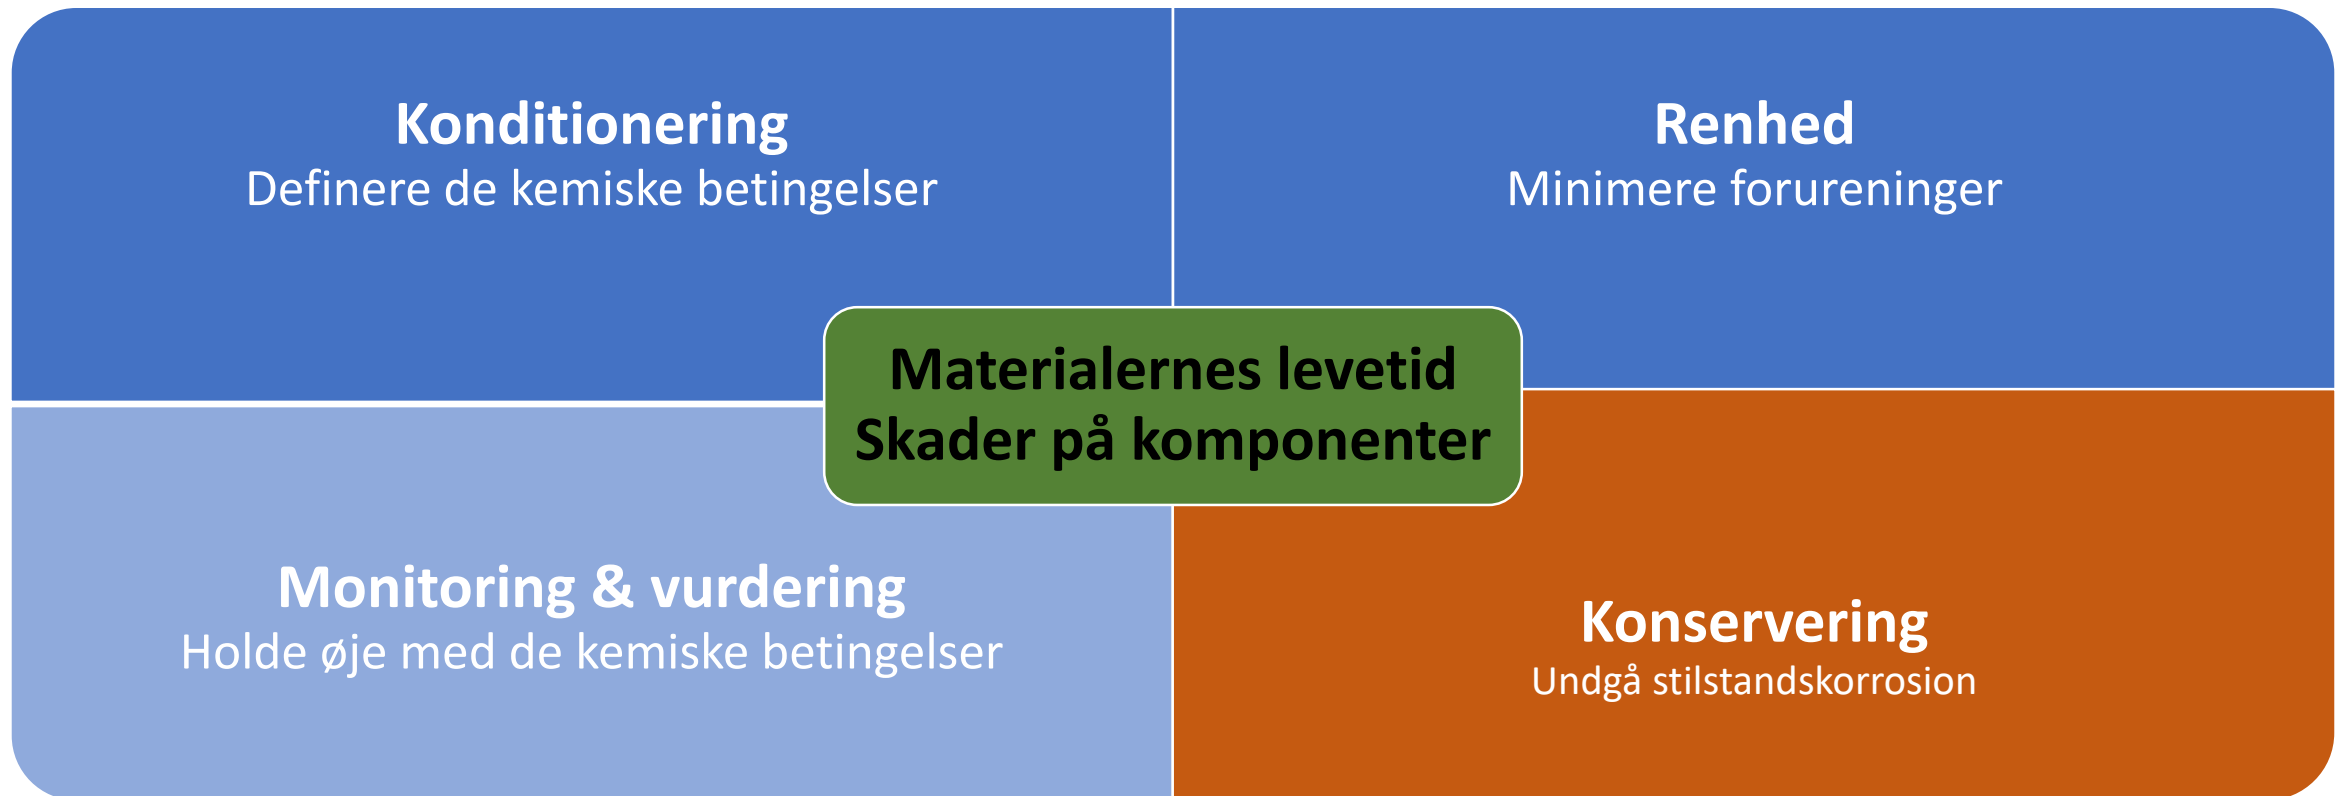 Konditionering
Definere de kemiske betingelser
Renhed
Minimere forureninger
Materialernes levetid
Skader på komponenter
Monitoring & vurdering
Holde øje med de kemiske betingelser
Konservering
Undgå stilstandskorrosion